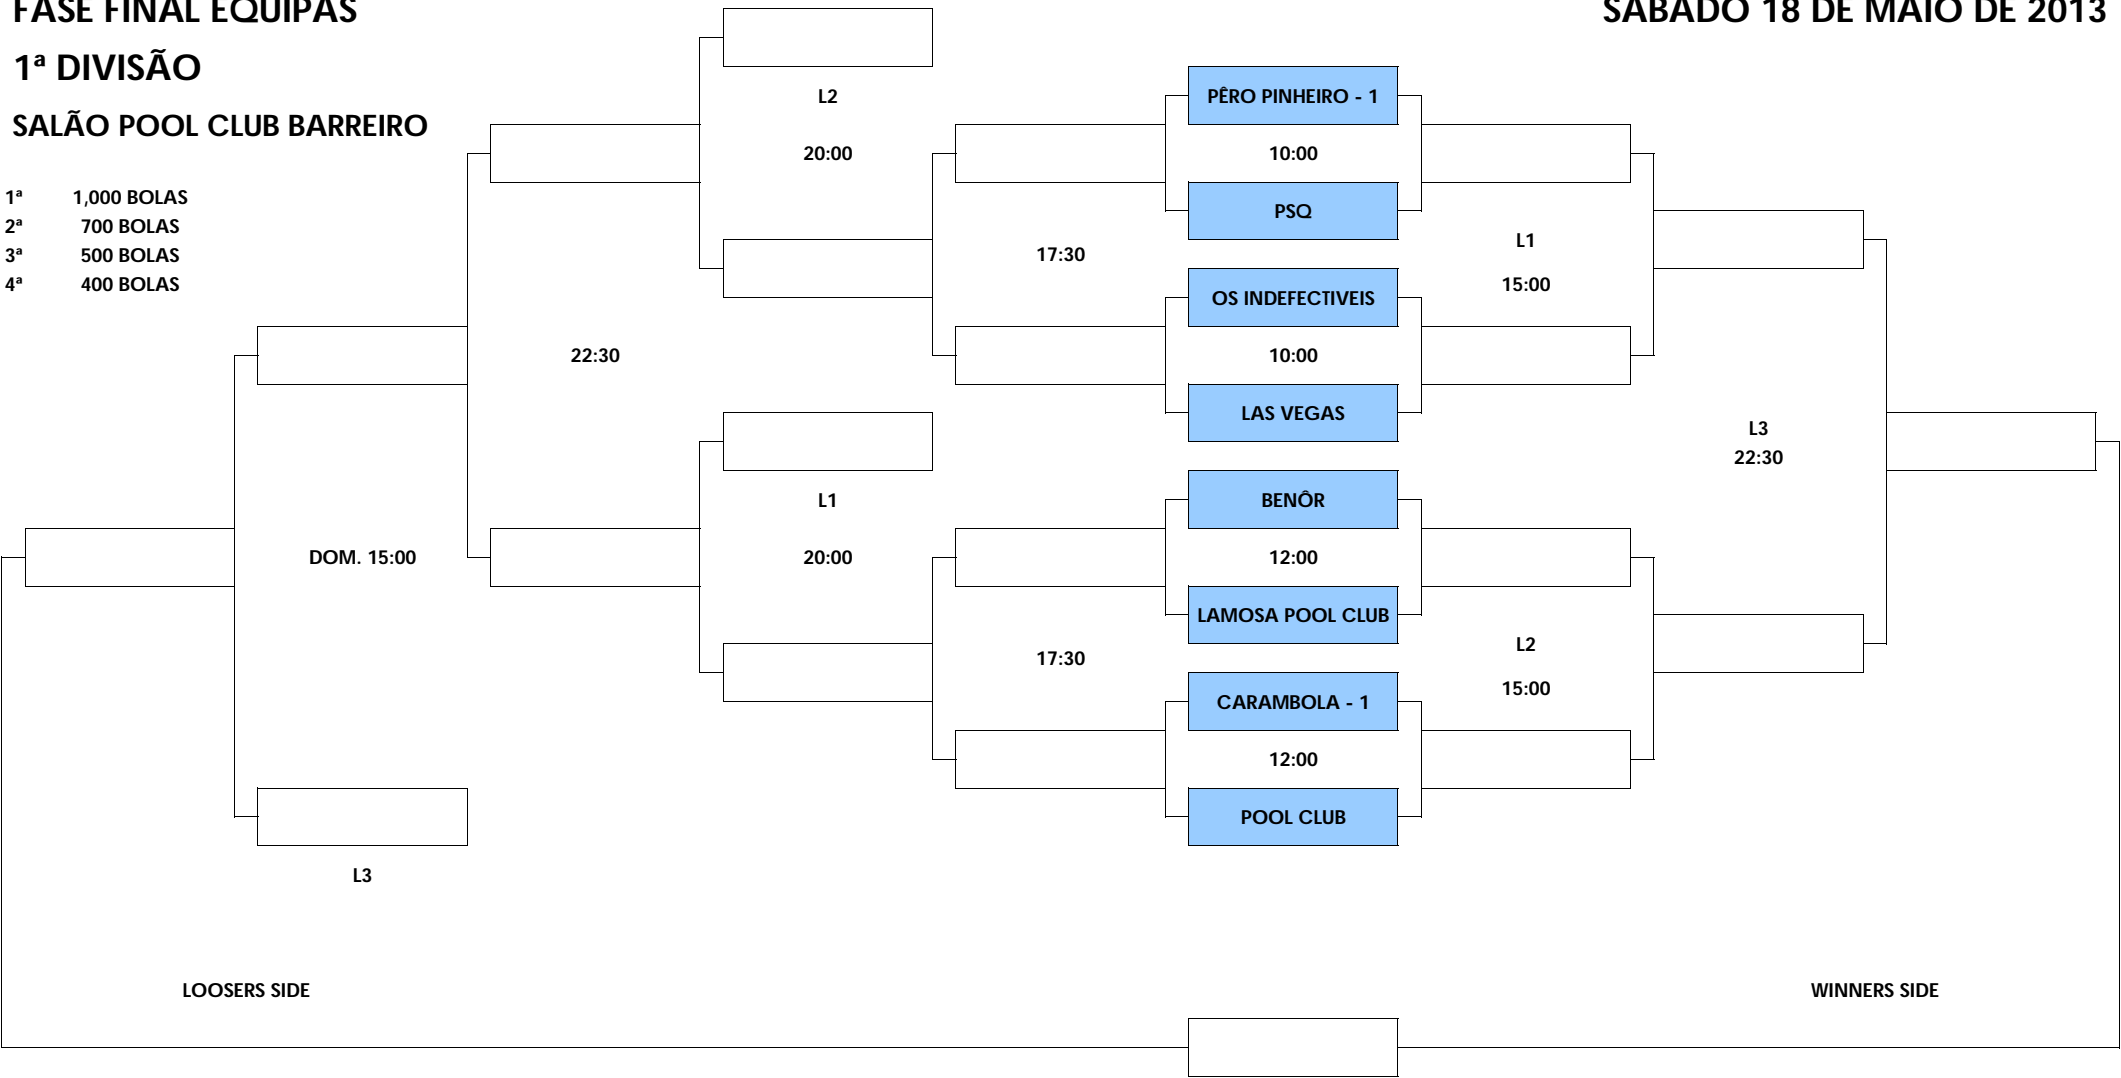 FASE FINAL EQUIPAS
SÁBADO 18 DE MAIO DE 2013
1ª DIVISÃO
SALÃO POOL CLUB BARREIRO
1ª 1,000 BOLAS
2ª 700 BOLAS
3ª 500 BOLAS
4ª 400 BOLAS
L2
20:00
22:30
L1
20:00
DOM. 15:00
L3
17:30
17:30
PÊRO PINHEIRO - 1
10:00
PSQ
OS INDEFECTIVEIS
10:00
LAS VEGAS
BENÔR
12:00
LAMOSA POOL CLUB
CARAMBOLA - 1
12:00
POOL CLUB
L1
15:00
L2
15:00
L3
22:30
LOOSERS SIDE
WINNERS SIDE